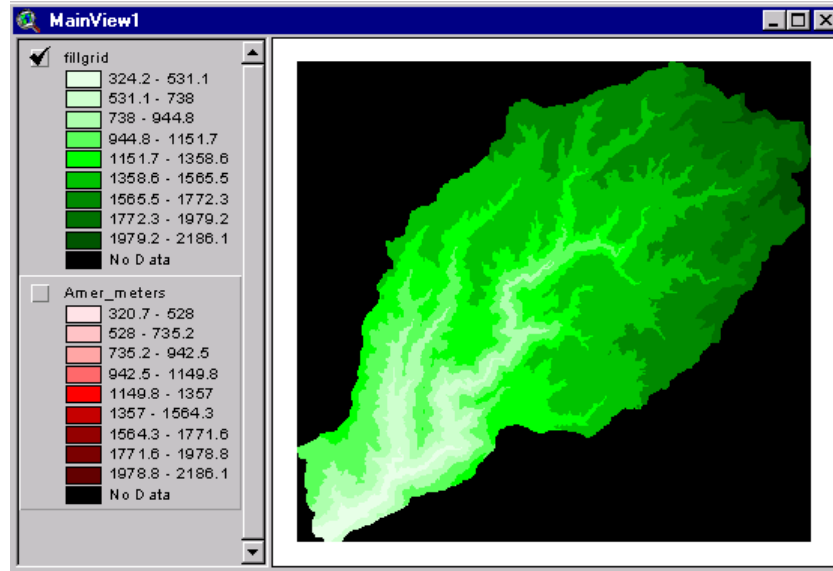 MainView1
fillgrid
324.2 - 531.1
531.1 - 738
738 - 944.8
944.8 - 1151.7
1151.7 - 1358.6
1358.6 - 1565.5
1565.5 - 1772.3
1772.3 - 1979.2
1979.2 - 2186.1
No Data
Amer_meters
320.7 - 528
528 - 735.2
735.2 - 942.5
942.5 - 1149.8
1149.8 - 1357
1357 - 1564.3
1564.3 - 1771.6
1771.6 - 1978.8
1978.8 - 2186.1
No Data